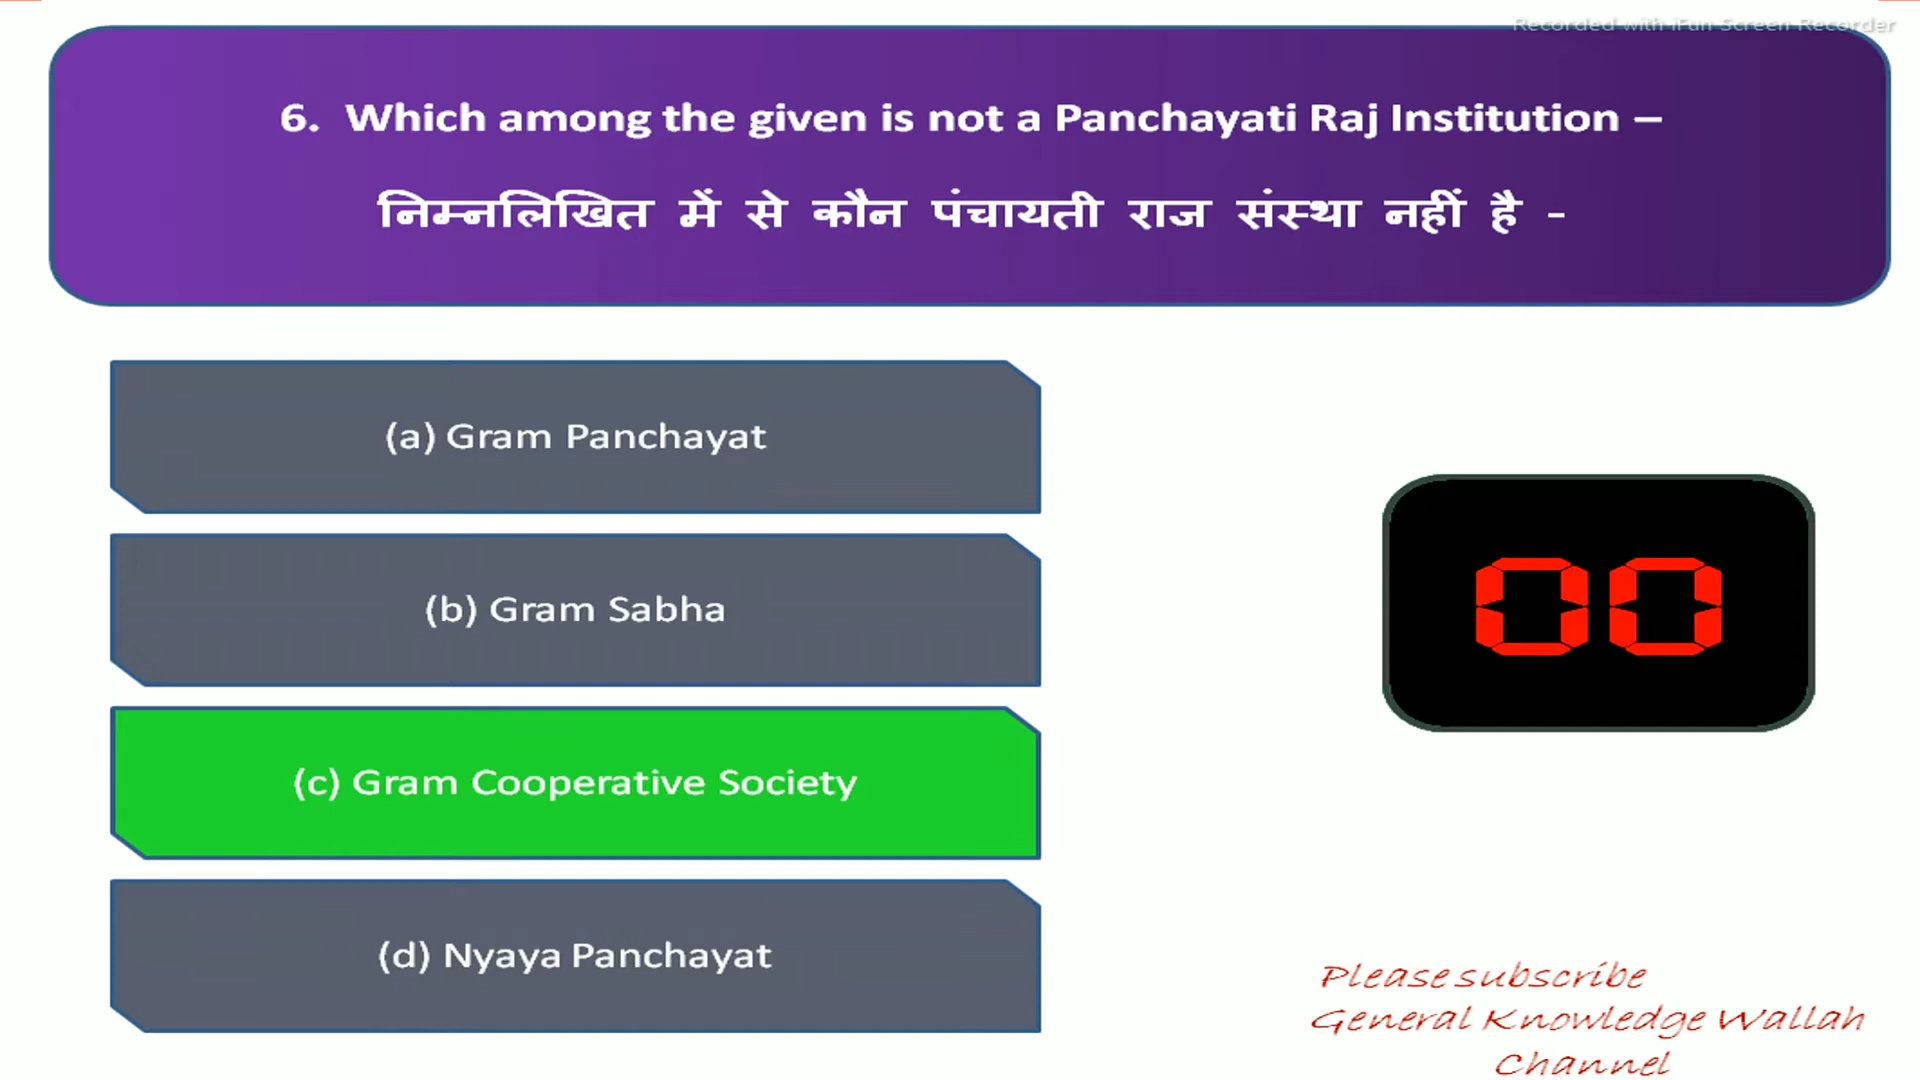 Recorded with iFun Screen Recorder
6. Which among the given is not a Panchayati Raj Institution –
निम्नलिखित में से कौन पंचायती राज संस्था नहीं है -
(a) Gram Panchayat
(b) Gram Sabha
(c) Gram Cooperative Society
(d) Nyaya Panchayat
00
Please subscribe
General Knowledge Wallah
Channel